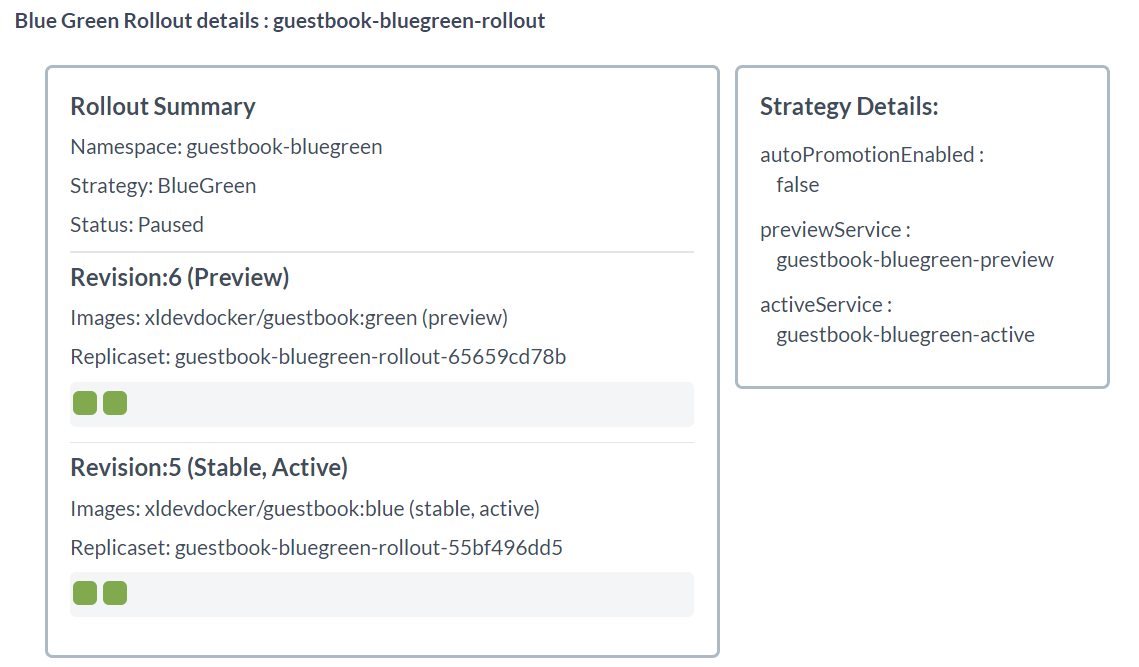 Blue Green Rollout details : guestbook-bluegreen-rollout
Rollout Summary
Namespace: guestbook-bluegreen
Strategy: BlueGreen
Status: Paused
Revision:6 (Preview)
Images: xldevdocker/guestbook:green (preview)
Replicaset: guestbook-bluegreen-rollout-65659cd78b
Revision:5 (Stable, Active)
Images: xldevdocker/guestbook:blue (stable, active)
Replicaset: guestbook-bluegreen-rollout-55bf496dd5
Strategy Details:
autoPromotionEnabled :
false
previewService :
guestbook-bluegreen-preview
activeService :
guestbook-bluegreen-active